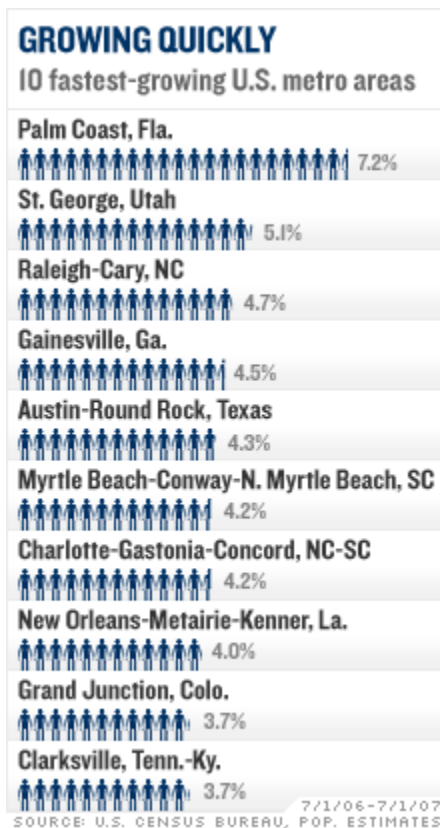 GROWING QUICKLY
10 fastest-growing U.S. metro areas
Palm Coast, Fla.
7.2%
St. George, Utah
5.1%
Raleigh-Cary, NC
4.7%
Gainesville, Ga.
4.5%
Austin-Round Rock, Texas
4.3%
Myrtle Beach-Conway-N. Myrtle Beach, SC
4.2%
Charlotte-Gastonia-Concord, NC-SC
4.2%
New Orleans-Metairie-Kenner, La.
4.0%
Grand Junction, Colo.
3.7%
Clarksville, Tenn.-Ky.
3.7%
7/1/06-7/1/07
SOURCE: U.S. CENSUS BUREAU, POP. ESTIMATES